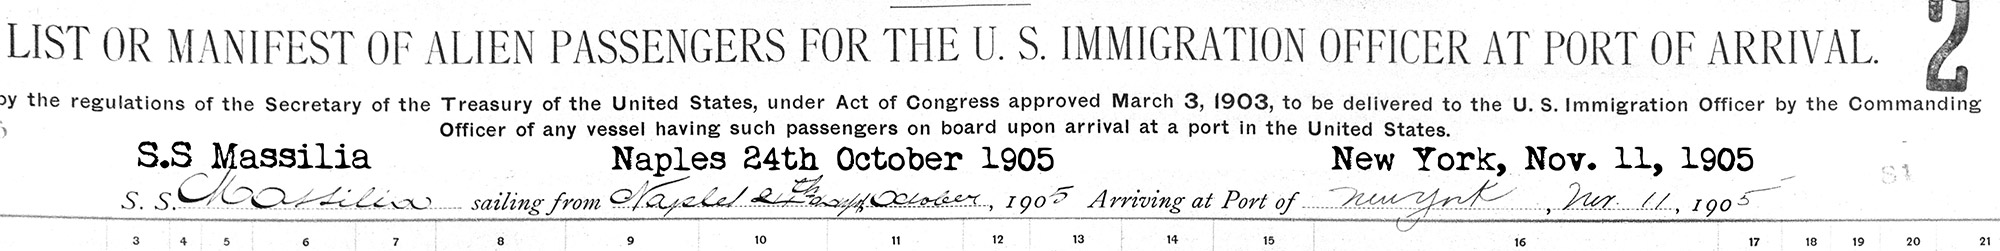 LIST OR MANIFEST OF ALIEN PASSENGERS FOR THE U. S. IMMIGRATION OFFICER AT PORT OF ARRIVAL.
2
by the regulations of the Secretary of the Treasury of the United States, under Act of Congress approved March 3, 1903, to be delivered to the U. S. Immigration Officer by the Commanding
Officer of any vessel having such passengers on board upon arrival at a port in the United States.
S.S Massilia Naples 24th October 1905 New York, Nov. 11, 1905
S. S. Massilia sailing from Naples 24th October, 1905 Arriving at Port of New York, Nov. 11, 1905
3 4 5 6 7 8 9 10 11 12 13 14 15 16 17 18 19 20 21